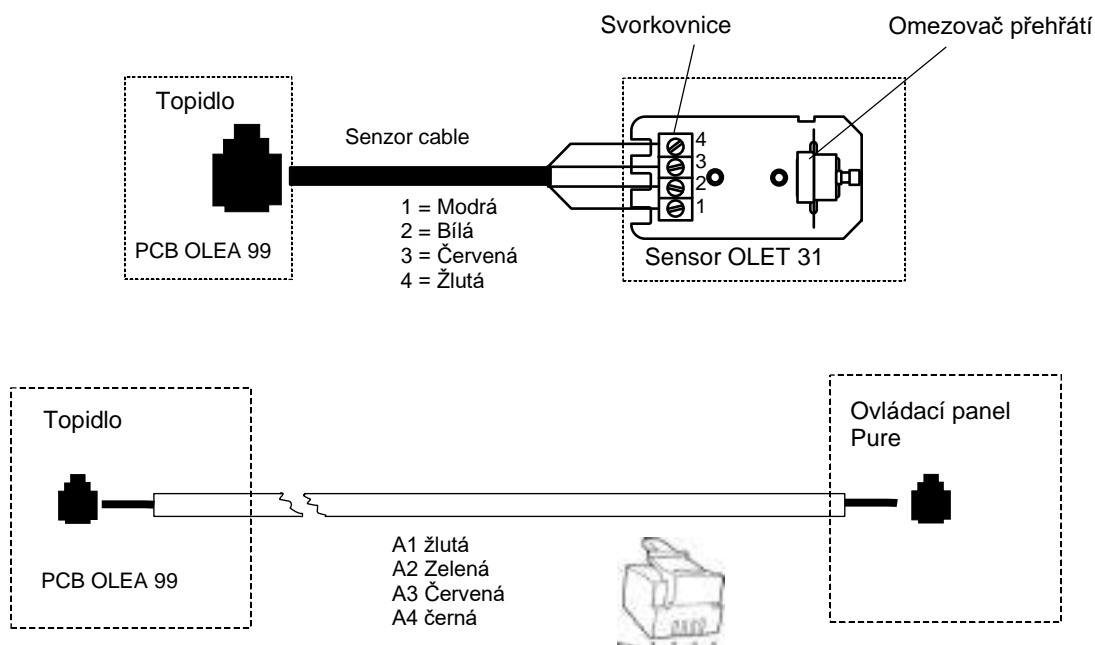 Svorkovnice
Omezovač přehřátí
Topidlo
Senzor cable
4
3
2
1
1 = Modrá
2 = Bílá
3 = Červená
4 = Žlutá
PCB OLEA 99
Sensor OLET 31
Topidlo
Ovládací panel
Pure
A1 žlutá
A2 Zelená
A3 Červená
A4 černá
PCB OLEA 99